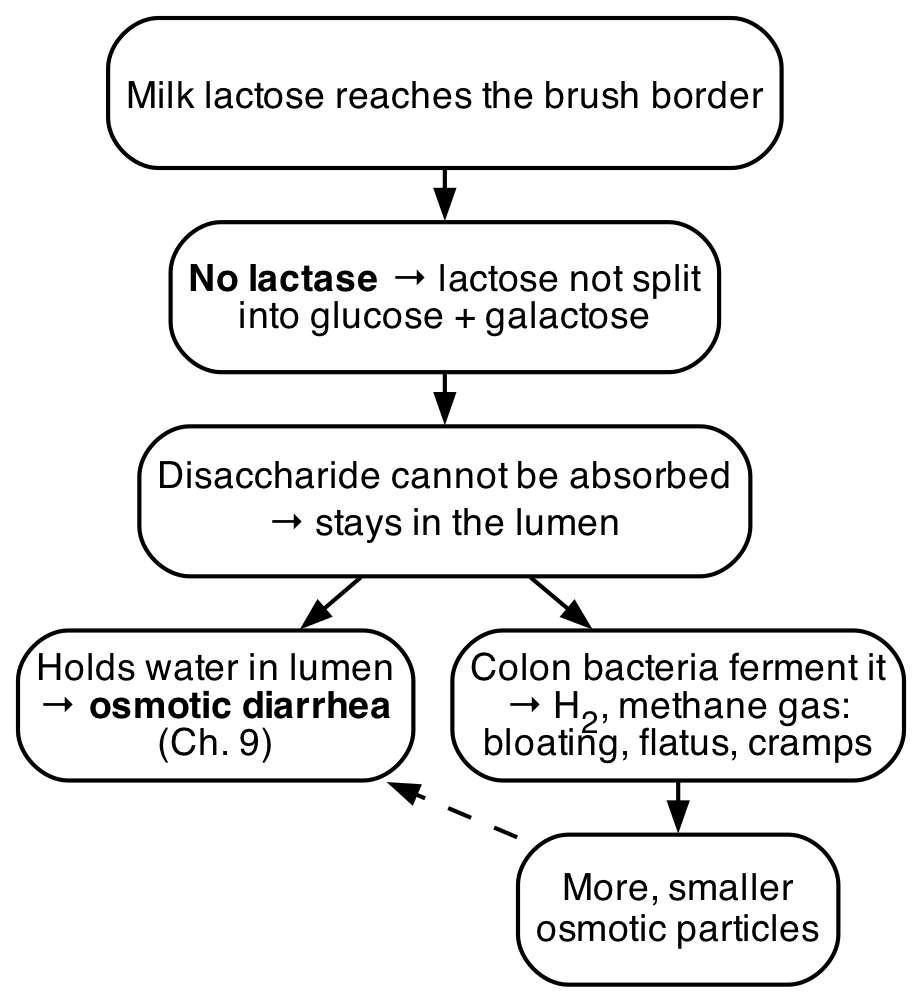 Milk lactose reaches the brush border
No lactase → lactose not split
into glucose + galactose
Disaccharide cannot be absorbed
→ stays in the lumen
Holds water in lumen
→ osmotic diarrhea
(Ch. 9)
Colon bacteria ferment it
→ H₂, methane gas:
bloating, flatus, cramps
More, smaller
osmotic particles